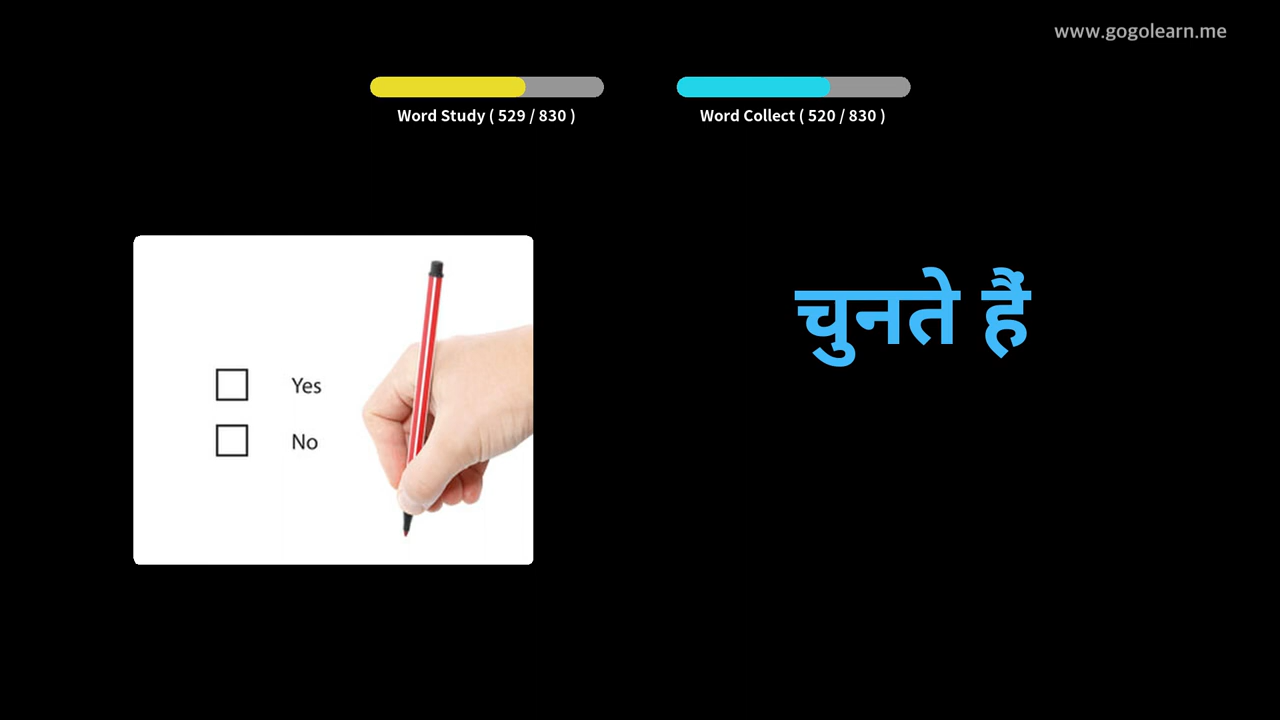 www.gogolearn.me
Word Study ( 529 / 830 )
Word Collect ( 520 / 830 )
Yes
No
चुनते हैं